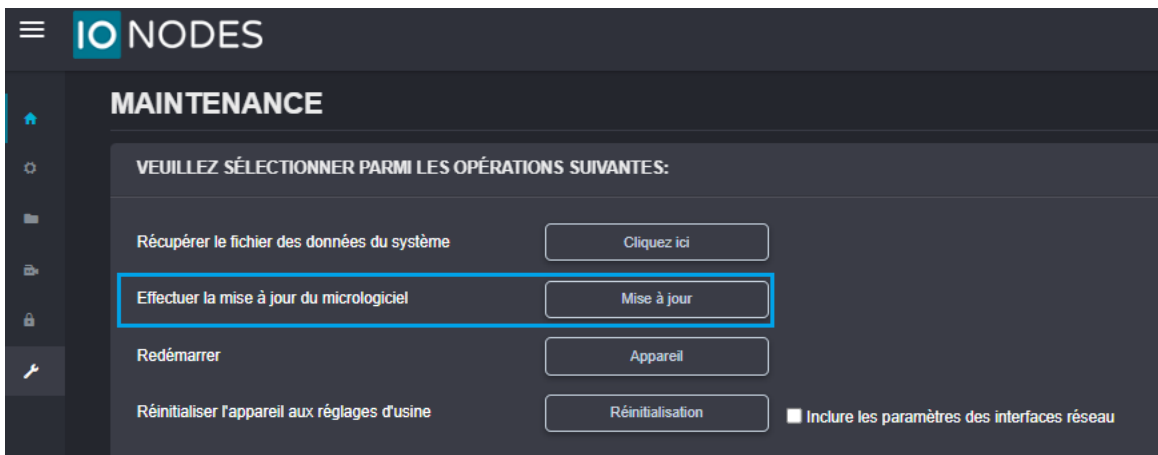 IO NODES
MAINTENANCE
VEUILLEZ SÉLECTIONNER PARMI LES OPÉRATIONS SUIVANTES:
Récupérer le fichier des données du système Cliquez ici
Effectuer la mise à jour du micrologiciel Mise à jour
Redémarrer Appareil
Réinitialiser l'appareil aux réglages d'usine Réinitialisation Inclure les paramètres des interfaces réseau